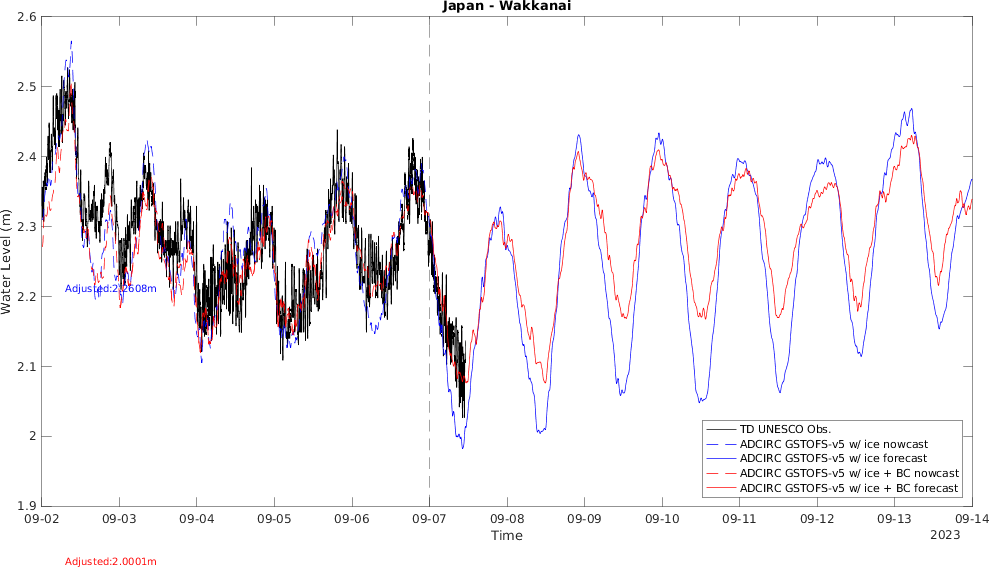 Japan - Wakkanai
2.6
2.5
2.4
2.3
2.2
2.1
2
1.9
Water Level (m)
Adjusted:2.2608m
TD UNESCO Obs.
ADCIRC GSTOFS-v5 w/ ice nowcast
ADCIRC GSTOFS-v5 w/ ice forecast
ADCIRC GSTOFS-v5 w/ ice + BC nowcast
ADCIRC GSTOFS-v5 w/ ice + BC forecast
09-02 09-03 09-04 09-05 09-06 09-07 09-08 09-09 09-10 09-11 09-12 09-13 09-14
Time
2023
Adjusted:2.0001m